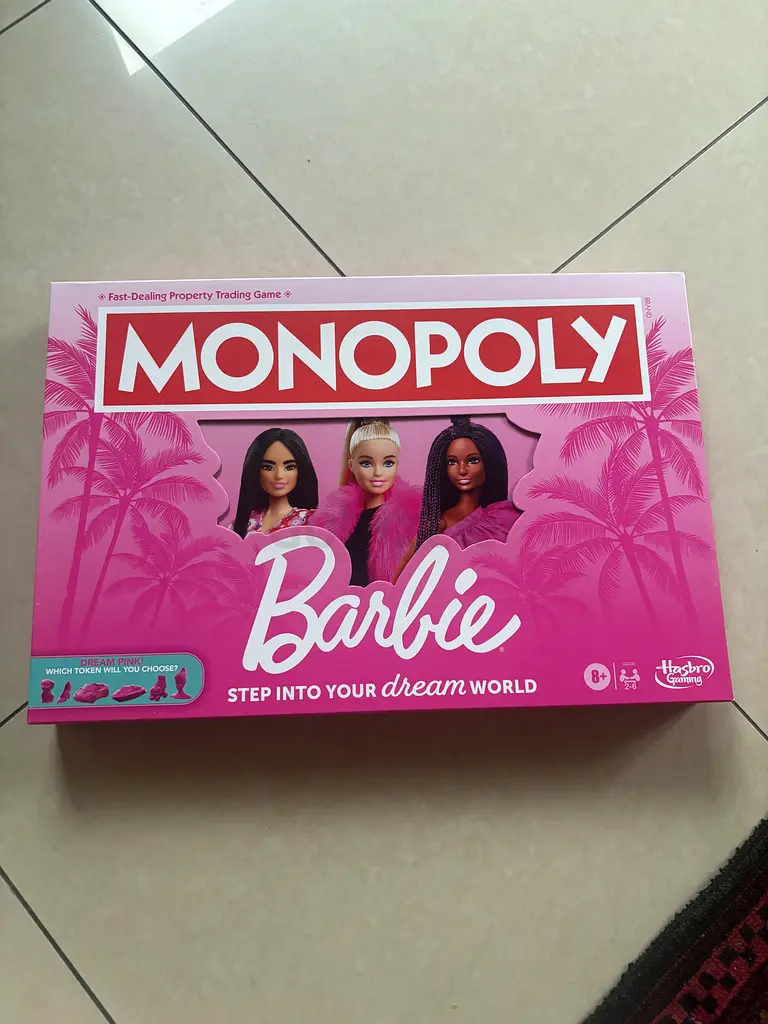 Fast-Dealing Property Trading Game
MONOPOLY
BRAND
Barbie®
STEP INTO YOUR dream WORLD
DREAM PINK!
WHICH TOKEN WILL YOU CHOOSE?
8+
2-6
Hasbro
Gaming